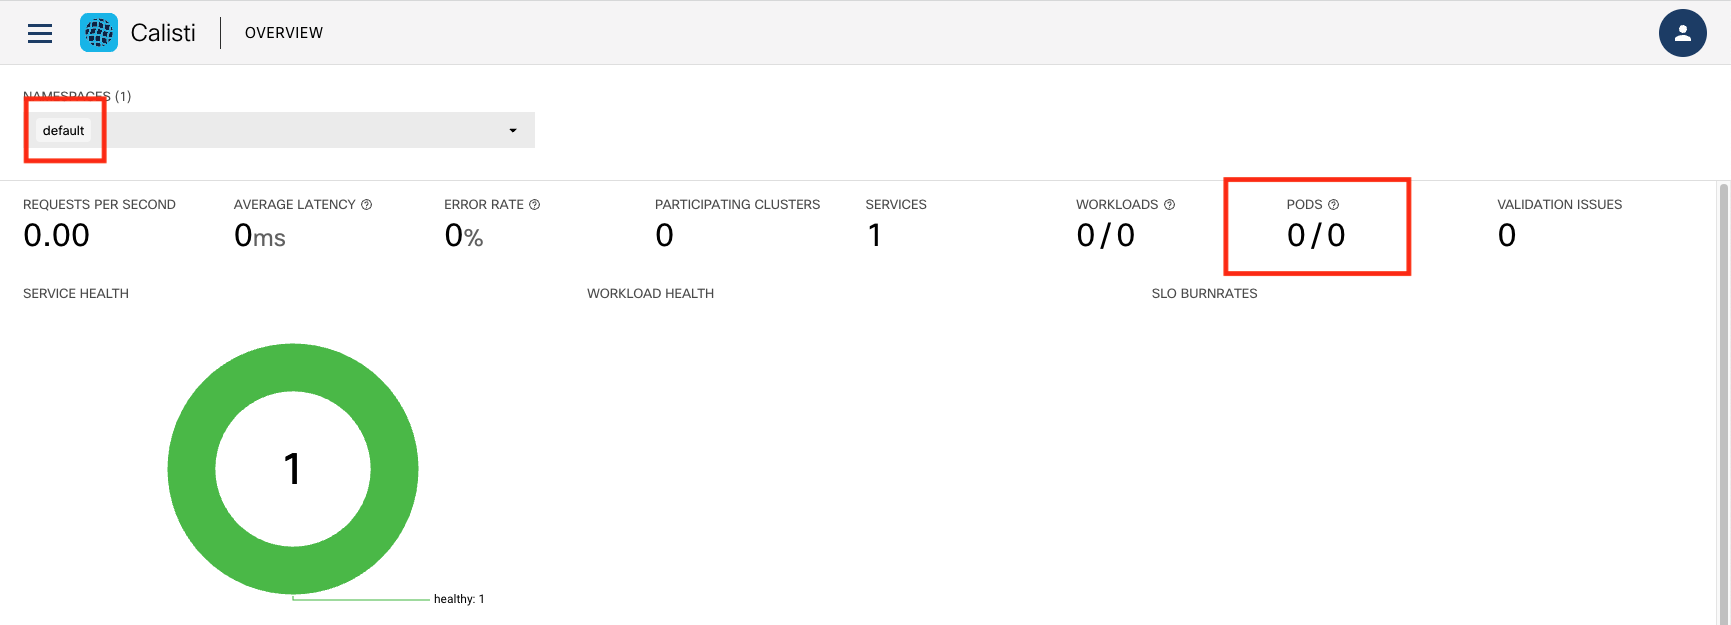 Calisti
OVERVIEW
NAMESPACES (1)
default
REQUESTS PER SECOND
0.00
AVERAGE LATENCY
0ms
ERROR RATE
0%
PARTICIPATING CLUSTERS
0
SERVICES
1
WORKLOADS
0/0
PODS
0/0
VALIDATION ISSUES
0
SERVICE HEALTH
WORKLOAD HEALTH
SLO BURNRATES
1
healthy: 1